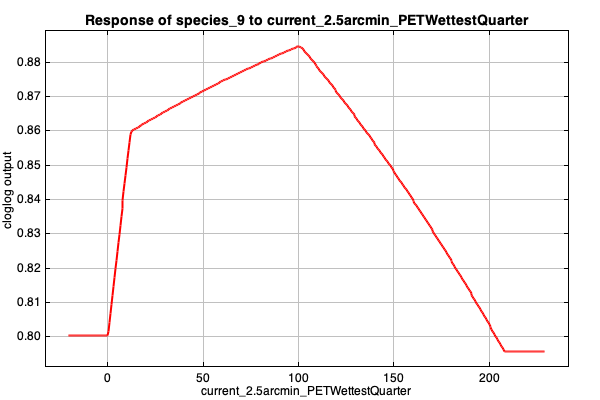 Response of species_9 to current_2.5arcmin_PETWettestQuarter
cloglog output
0.88
0.87
0.86
0.85
0.84
0.83
0.82
0.81
0.80
0 50 100 150 200
current_2.5arcmin_PETWettestQuarter